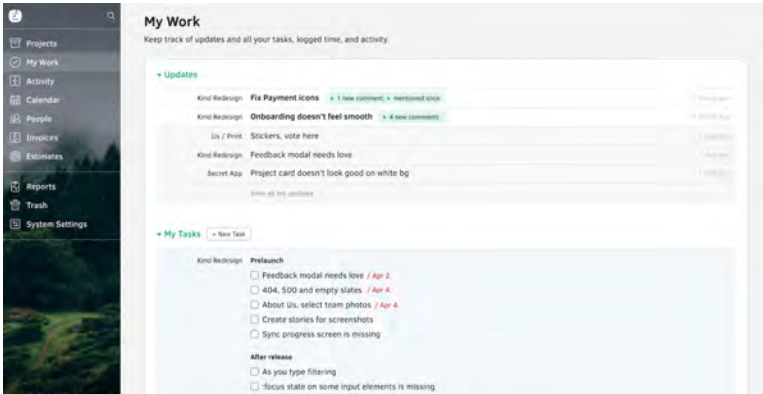 My Work
Keep track of updates and all your tasks, logged time, and activity.
Projects
My Work
Activity
Calendar
People
Invoices
Estimates
Reports
Trash
System Settings
Updates
Kind Redesign Fix Payment icons + 1 new comment, + mentioned once
Kind Redesign Onboarding doesn't feel smooth + 4 new comments
Us / Print Stickers, vote here
Kind Redesign Feedback modal needs love
Secret App Project card doesn't look good on white bg
View all my updates
My Tasks + New Task
Kind Redesign Prelaunch
Feedback modal needs love / Apr 2
404, 500 and empty slates / Apr 4
About Us, select team photos / Apr 4
Create stories for screenshots
Sync progress screen is missing
After release
As you type filtering
:focus state on some input elements is missing